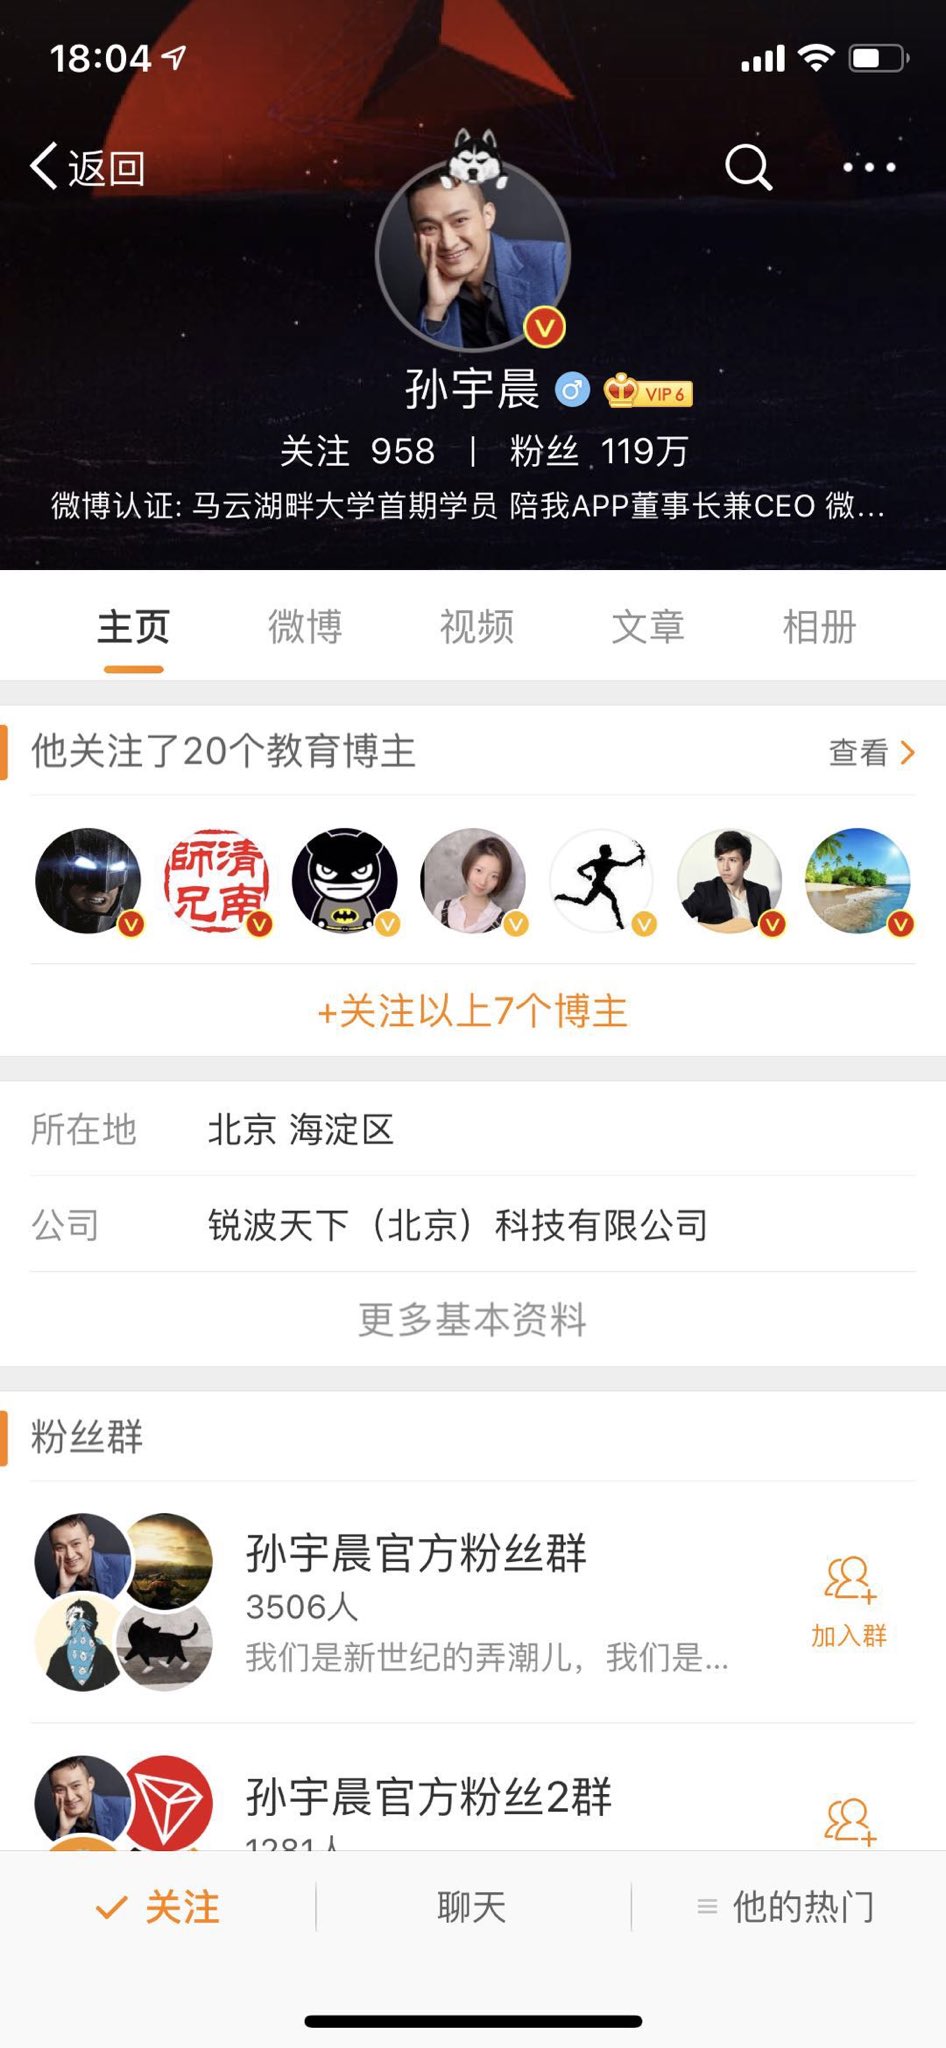 18:04
返回
孙宇晨 VIP 6
关注 958 | 粉丝 119万
微博认证: 马云湖畔大学首期学员 陪我APP董事长兼CEO 微...
主页 微博 视频 文章 相册
他关注了20个教育博主 查看
師清
兄南
+关注以上7个博主
所在地 北京 海淀区
公司 锐波天下（北京）科技有限公司
更多基本资料
粉丝群
孙宇晨官方粉丝群
3506人
我们是新世纪的弄潮儿，我们是...
加入群
孙宇晨官方粉丝2群
1281人
关注 聊天 他的热门